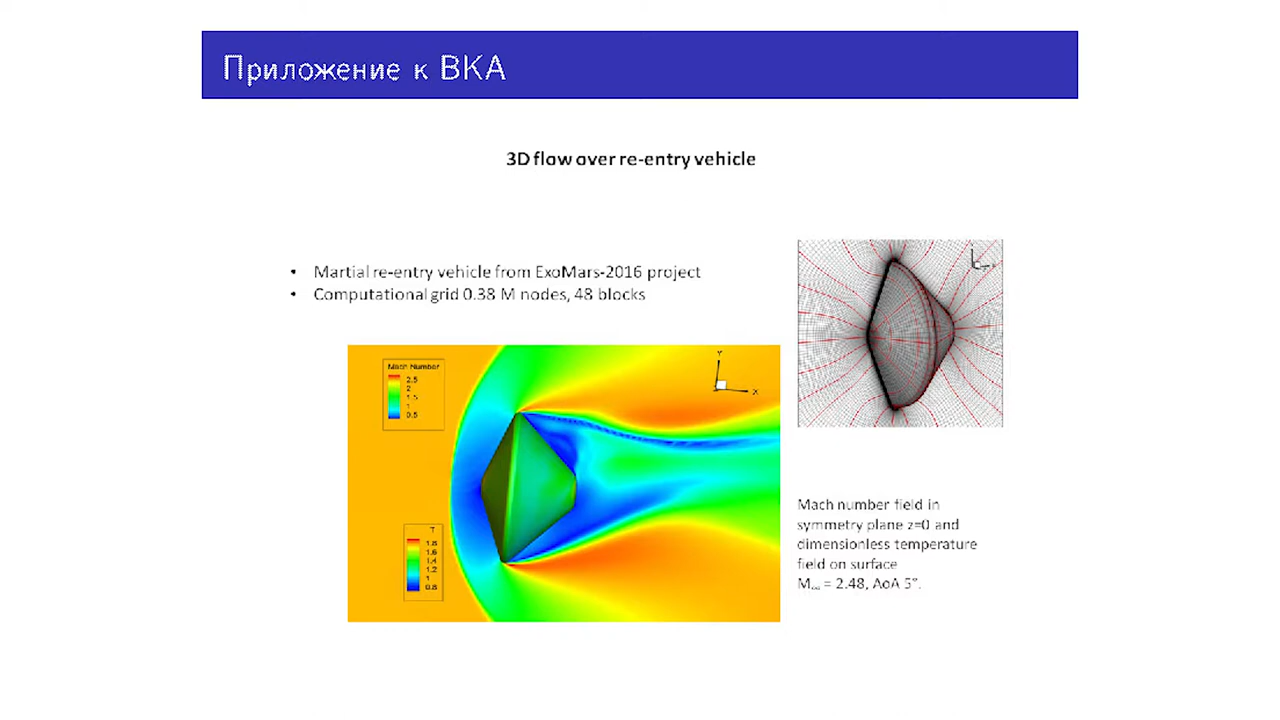 Приложение к ВКА
3D flow over re-entry vehicle
• Martial re-entry vehicle from ExoMars-2016 project
• Computational grid 0.38 M nodes, 48 blocks
Mach Number
2.5
2
1.5
1
0.5
Y
X
T
1.8
1.6
1.4
1.2
1
0.8
Mach number field in
symmetry plane z=0 and
dimensionless temperature
field on surface
M∞ = 2.48, AoA 5°.